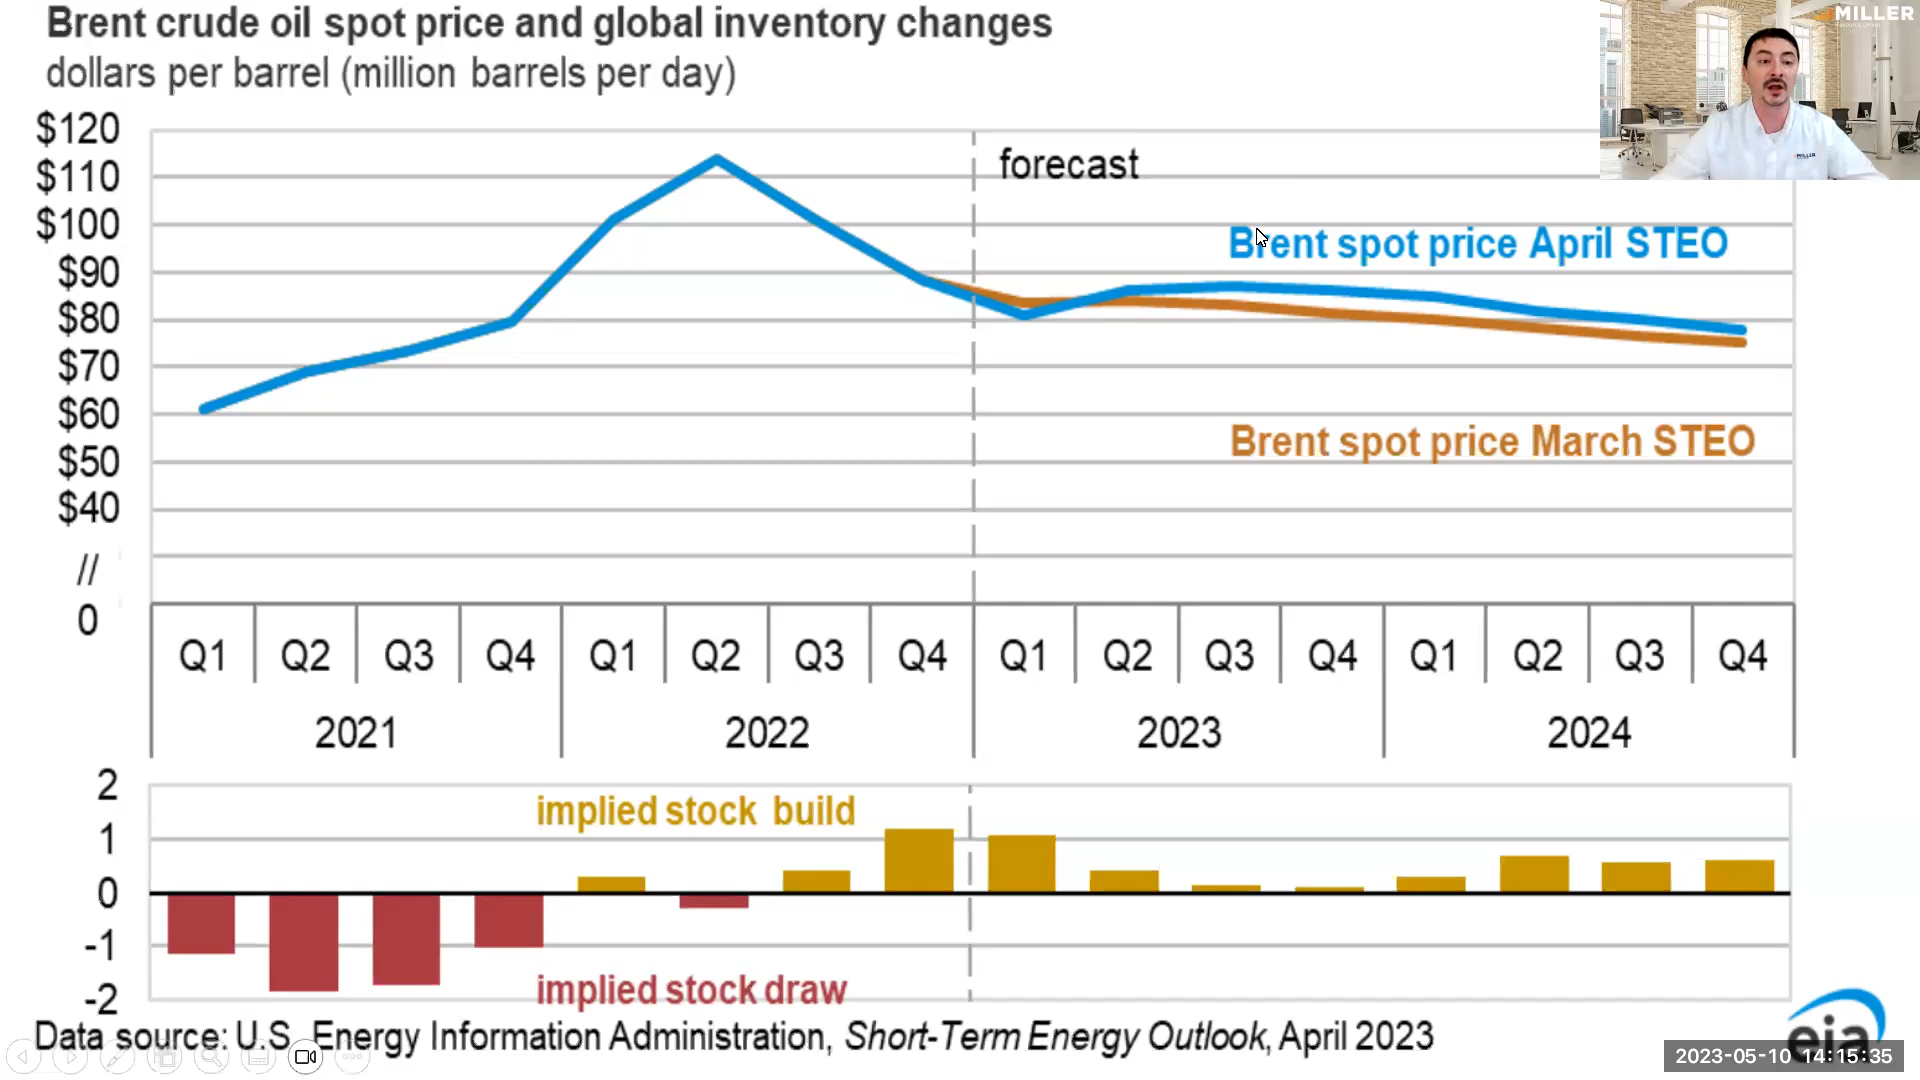 Brent crude oil spot price and global inventory changes
dollars per barrel (million barrels per day)
MILLER
MILLER
$120
$110
$100
$90
$80
$70
$60
$50
$40
//
0
forecast
Brent spot price April STEO
Brent spot price March STEO
Q1 Q2 Q3 Q4 Q1 Q2 Q3 Q4 Q1 Q2 Q3 Q4 Q1 Q2 Q3 Q4
2021 2022 2023 2024
2
1
0
-1
-2
implied stock build
implied stock draw
Data source: U.S. Energy Information Administration, Short-Term Energy Outlook, April 2023
eia
2023-05-10 14:15:35